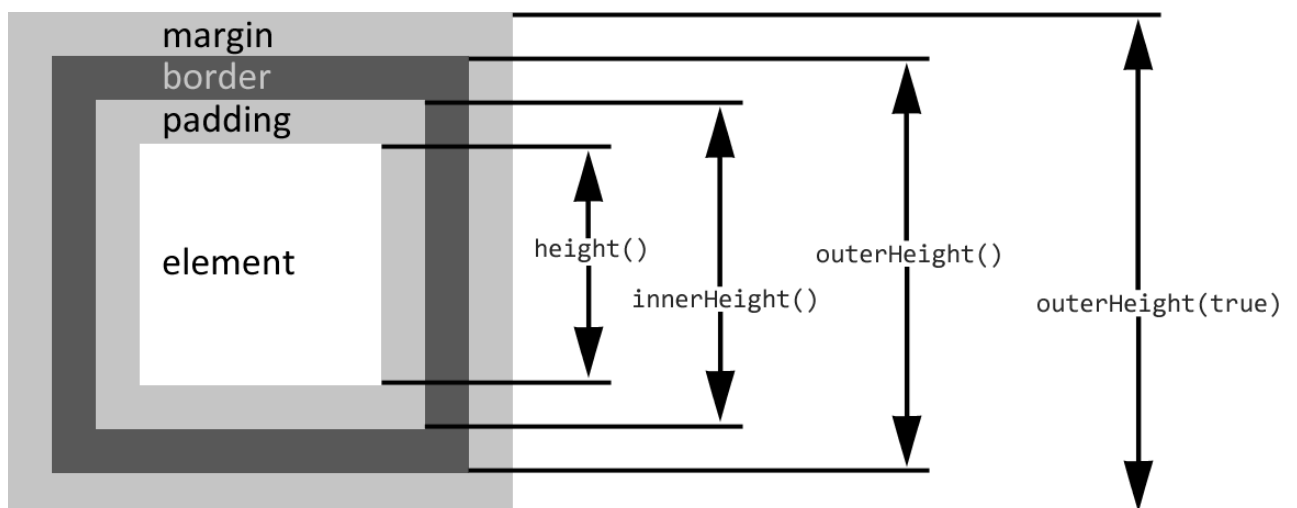 margin
border
padding
element
height()
innerHeight()
outerHeight()
outerHeight(true)